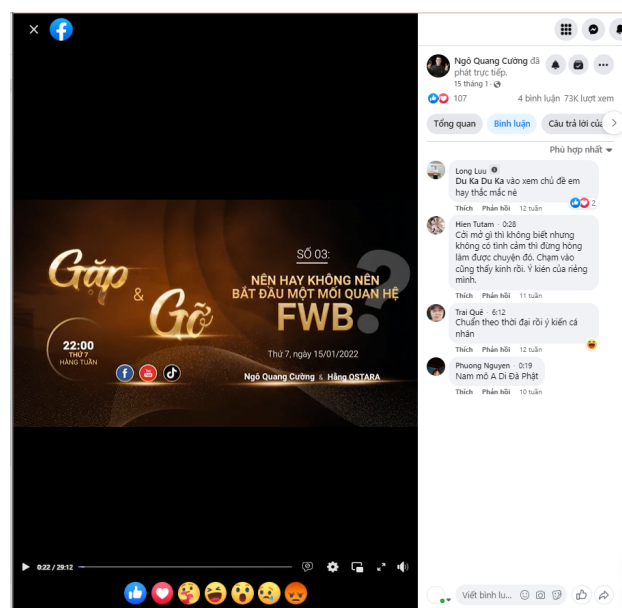 Gặp
&
Gỡ
SỐ 03:
NÊN HAY KHÔNG NÊN
BẮT ĐẦU MỘT MỐI QUAN HỆ
FWB
?
Thứ 7, ngày 15/01/2022
Ngô Quang Cường & Hằng OSTARA
22:00
THỨ 7
HÀNG TUẦN
0:22 / 29:12
Ngô Quang Cường đã
phát trực tiếp.
15 tháng 1
107
4 bình luận 73K lượt xem
Tổng quan
Bình luận
Câu trả lời của
Phù hợp nhất
Long Luu
Du Ka Du Ka vào xem chủ đề em
hay thắc mắc nè
Thích Phản hồi 12 tuần
2
Hien Tutam · 0:28
Cởi mở gì thì không biết nhưng
không có tình cảm thì đừng hòng
làm được chuyện đó. Chạm vào
cũng thấy kinh rồi. Ý kién của riêng
mình.
Thích Phản hồi 11 tuần
Trai Quê · 6:12
Chuẩn theo thời đại rồi ý kiến cá
nhân
Thích Phản hồi 12 tuần
Phuong Nguyen · 0:19
Nam mô A Di Đà Phật
Thích Phản hồi 10 tuần
Viết bình lu...